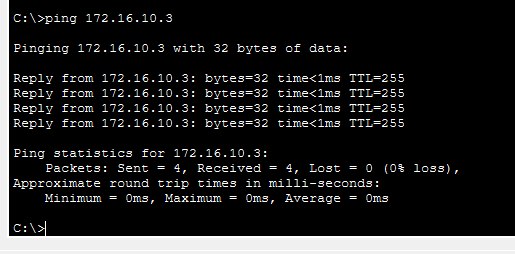 C:\>ping 172.16.10.3
Pinging 172.16.10.3 with 32 bytes of data:
Reply from 172.16.10.3: bytes=32 time<1ms TTL=255
Reply from 172.16.10.3: bytes=32 time<1ms TTL=255
Reply from 172.16.10.3: bytes=32 time<1ms TTL=255
Reply from 172.16.10.3: bytes=32 time<1ms TTL=255
Ping statistics for 172.16.10.3:
    Packets: Sent = 4, Received = 4, Lost = 0 (0% loss),
Approximate round trip times in milli-seconds:
    Minimum = 0ms, Maximum = 0ms, Average = 0ms
C:\>